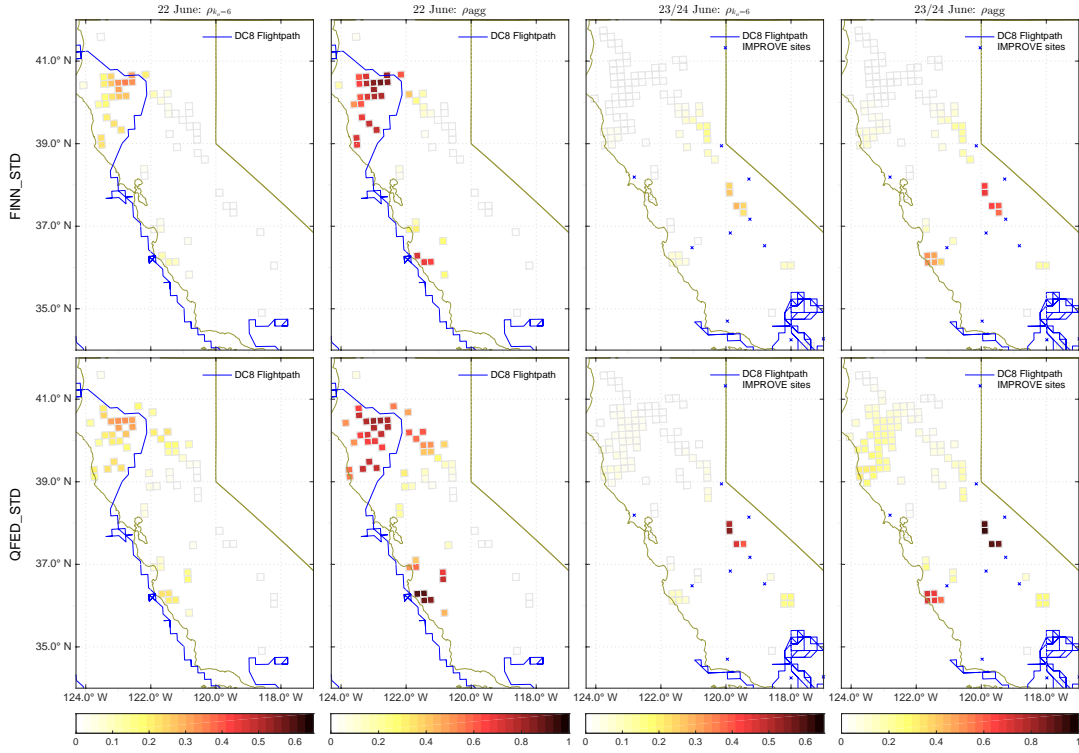 22 June: ρkₒ=6
22 June: ρagg
23/24 June: ρkₒ=6
23/24 June: ρagg
FINN_STD
41.0° N
39.0° N
37.0° N
35.0° N
DC8 Flightpath
DC8 Flightpath
DC8 Flightpath
IMPROVE sites
DC8 Flightpath
IMPROVE sites
QFED_STD
41.0° N
39.0° N
37.0° N
35.0° N
DC8 Flightpath
DC8 Flightpath
DC8 Flightpath
IMPROVE sites
DC8 Flightpath
IMPROVE sites
124.0° W 122.0° W 120.0° W 118.0° W
124.0° W 122.0° W 120.0° W 118.0° W
124.0° W 122.0° W 120.0° W 118.0° W
124.0° W 122.0° W 120.0° W 118.0° W
0 0.1 0.2 0.3 0.4 0.5 0.6
0 0.2 0.4 0.6 0.8 1
0 0.1 0.2 0.3 0.4 0.5 0.6
0 0.2 0.4 0.6 0.8 1